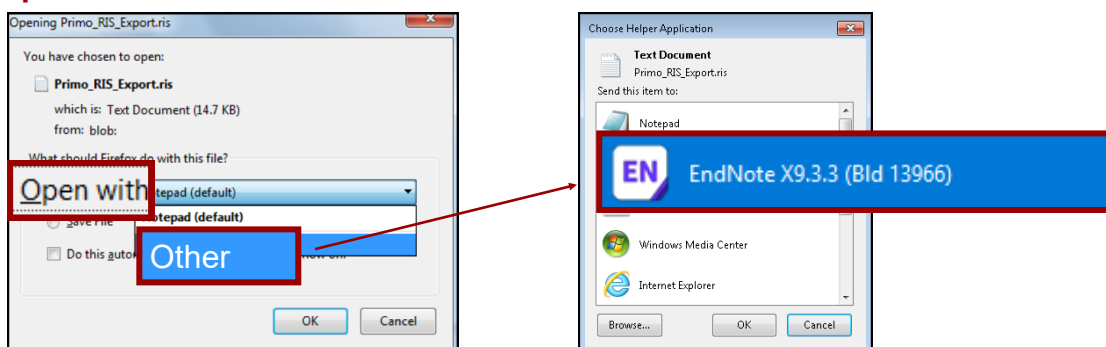 Opening Primo_RIS_Export.ris
You have chosen to open:
Primo_RIS_Export.ris
which is: Text Document (14.7 KB)
from: blob:
What should Firefox do with this file?
Open with
Notepad (default)
Notepad (default)
Save File
Other
Do this
OK
Cancel
Choose Helper Application
Text Document
Primo_RIS_Export.ris
Send this item to:
Notepad
EN
EndNote X9.3.3 (Bld 13966)
Windows Media Center
Internet Explorer
Browse...
OK
Cancel